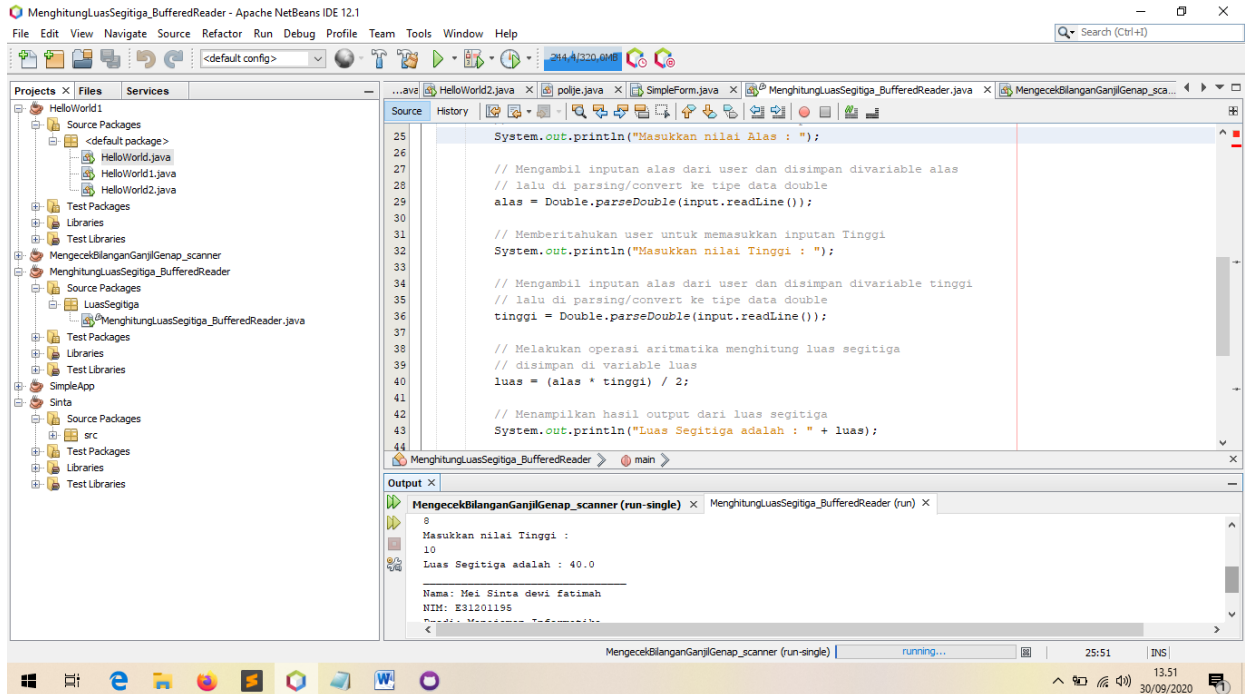 MenghitungLuasSegitiga_BufferedReader - Apache NetBeans IDE 12.1
File Edit View Navigate Source Refactor Run Debug Profile Team Tools Window Help
Search (Ctrl+I)
<default config>
244,4/320,0MB
Projects Files Services
...ava HelloWorld2.java polije.java SimpleForm.java MenghitungLuasSegitiga_BufferedReader.java MengecekBilanganGanjilGenap_sca...
Source History
HelloWorld1
Source Packages
<default package>
HelloWorld.java
HelloWorld1.java
HelloWorld2.java
Test Packages
Libraries
Test Libraries
MengecekBilanganGanjilGenap_scanner
MenghitungLuasSegitiga_BufferedReader
Source Packages
LuasSegitiga
MenghitungLuasSegitiga_BufferedReader.java
Test Packages
Libraries
Test Libraries
SimpleApp
Sinta
Source Packages
src
Test Packages
Libraries
Test Libraries
25 System.out.println("Masukkan nilai Alas : ");
26
27 // Mengambil inputan alas dari user dan disimpan divariable alas
28 // lalu di parsing/convert ke tipe data double
29 alas = Double.parseDouble(input.readLine());
30
31 // Memberitahukan user untuk memasukkan inputan Tinggi
32 System.out.println("Masukkan nilai Tinggi : ");
33
34 // Mengambil inputan alas dari user dan disimpan divariable tinggi
35 // lalu di parsing/convert ke tipe data double
36 tinggi = Double.parseDouble(input.readLine());
37
38 // Melakukan operasi aritmatika menghitung luas segitiga
39 // disimpan di variable luas
40 luas = (alas * tinggi) / 2;
41
42 // Menampilkan hasil output dari luas segitiga
43 System.out.println("Luas Segitiga adalah : " + luas);
44
MenghitungLuasSegitiga_BufferedReader main
Output
MengecekBilanganGanjilGenap_scanner (run-single) MenghitungLuasSegitiga_BufferedReader (run)
8
Masukkan nilai Tinggi :
10
Luas Segitiga adalah : 40.0
Nama: Mei Sinta dewi fatimah
NIM: E31201195
Prodi: Manajemen Informatika
MengecekBilanganGanjilGenap_scanner (run-single) running... 25:51 INS
13.51
30/09/2020